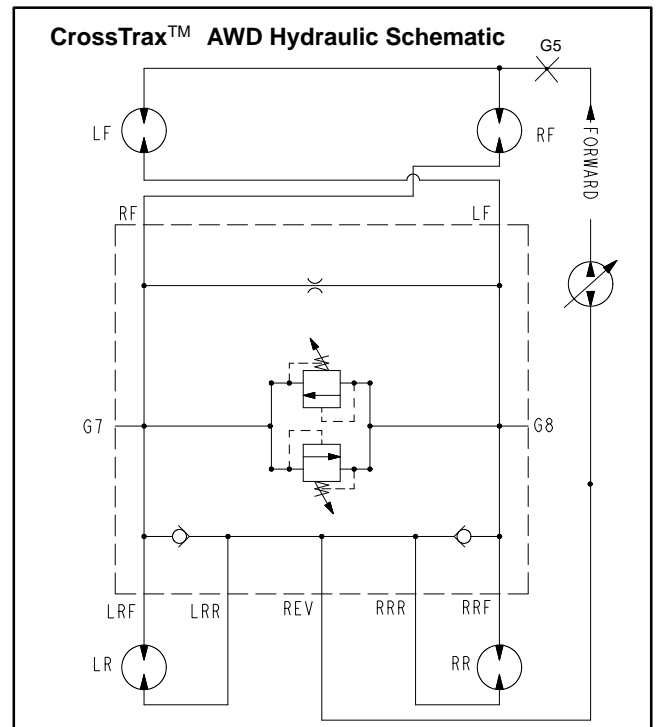 CrossTrax™ AWD Hydraulic Schematic
G5
LF
RF
FORWARD
RF
LF
G7
G8
LRF
LRR
REV
RRR
RRF
LR
RR